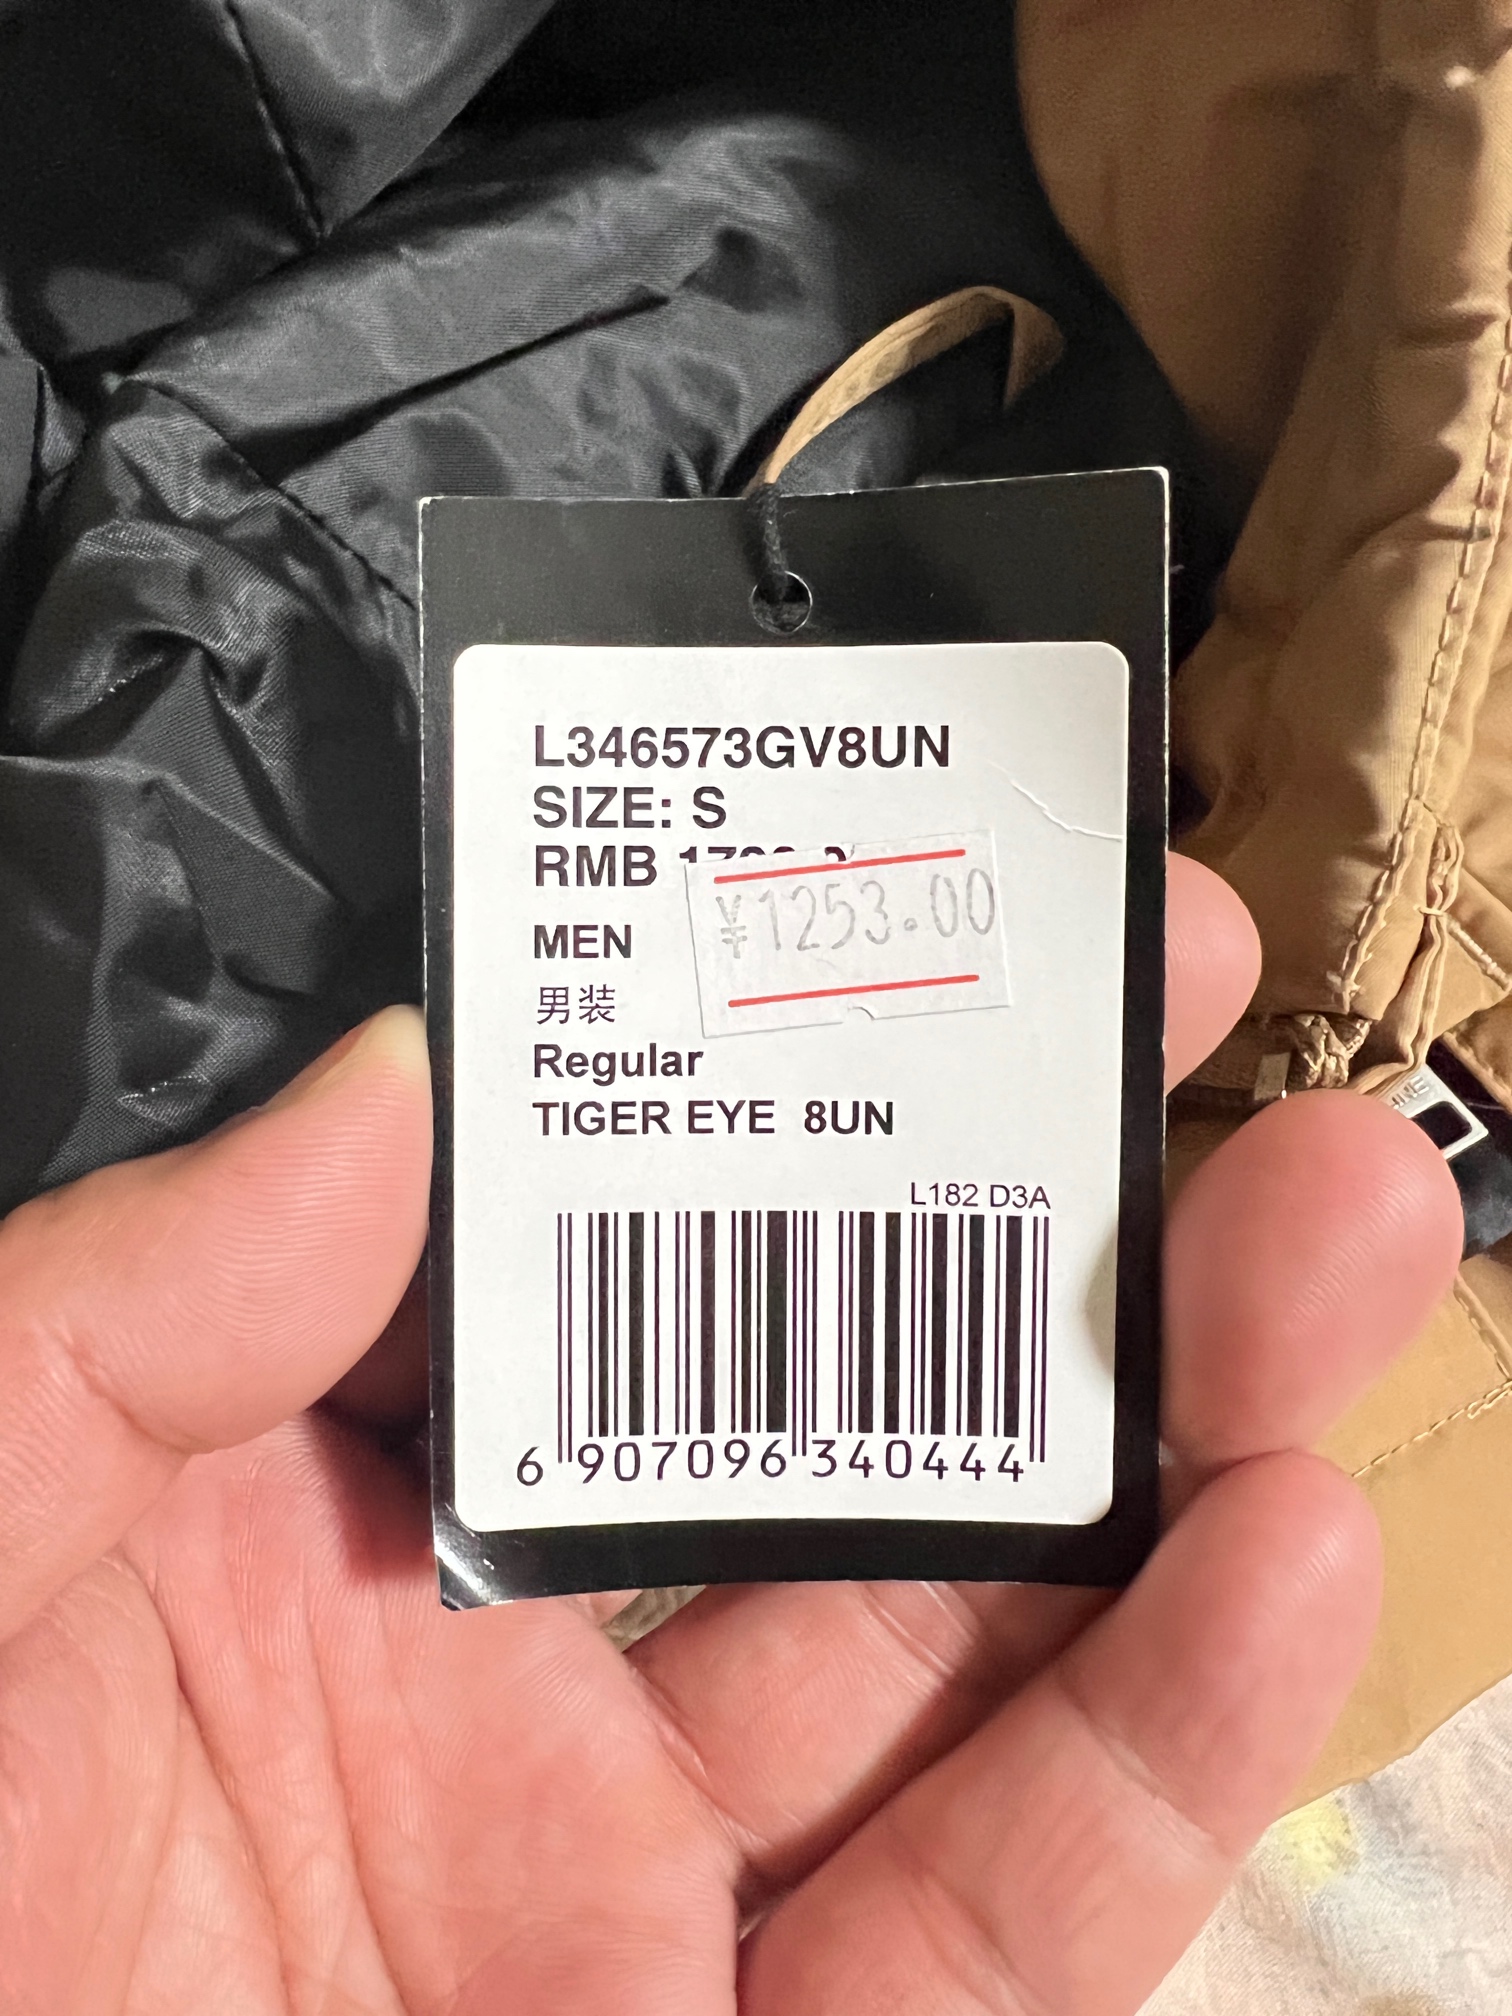 L346573GV8UN
SIZE: S
RMB
¥1253.00
MEN
男装
Regular
TIGER EYE 8UN
L182 D3A
6 907096 340444